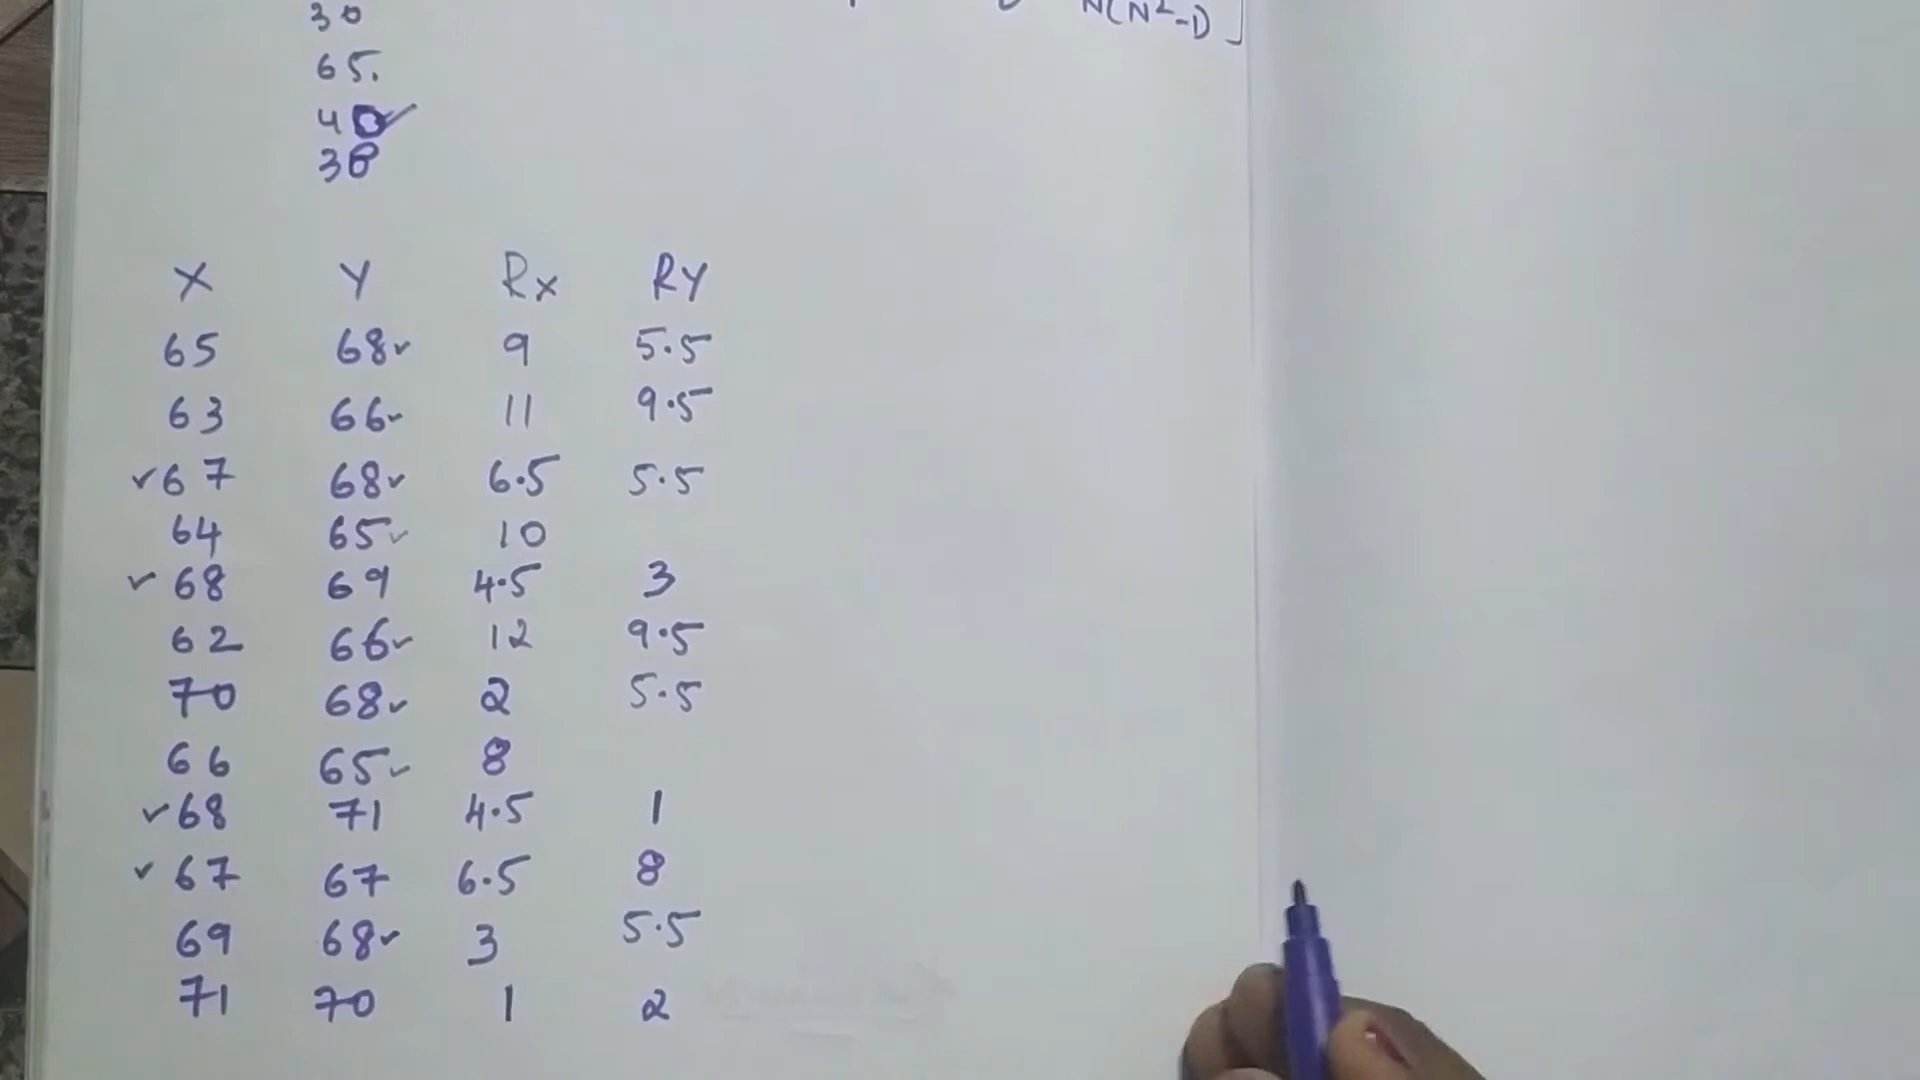 30
N(N²-1)]
65.
40
30
X Y Rx RY
65 68 9 5.5
63 66 11 9.5
67 68 6.5 5.5
64 65 10
68 69 4.5 3
62 66 12 9.5
70 68 2 5.5
66 65 8
68 71 4.5 1
67 67 6.5 8
69 68 3 5.5
71 70 1 2